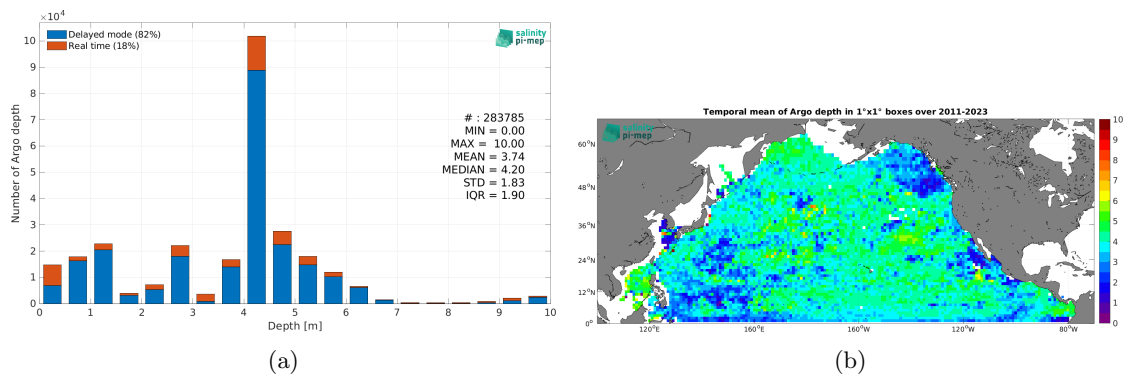 ×10⁴
Delayed mode (82%)
Real time (18%)
salinity
pi-mep
Number of Argo depth
10
9
8
7
6
5
4
3
2
1
0
# : 283785
MIN = 0.00
MAX = 10.00
MEAN = 3.74
MEDIAN = 4.20
STD = 1.83
IQR = 1.90
0 1 2 3 4 5 6 7 8 9 10
Depth [m]
(a)
Temporal mean of Argo depth in 1°x1° boxes over 2011-2023
salinity
pi-mep
60°N
48°N
36°N
24°N
12°N
0°
120°E 160°E 160°W 120°W 80°W
10
9
8
7
6
5
4
3
2
1
0
(b)